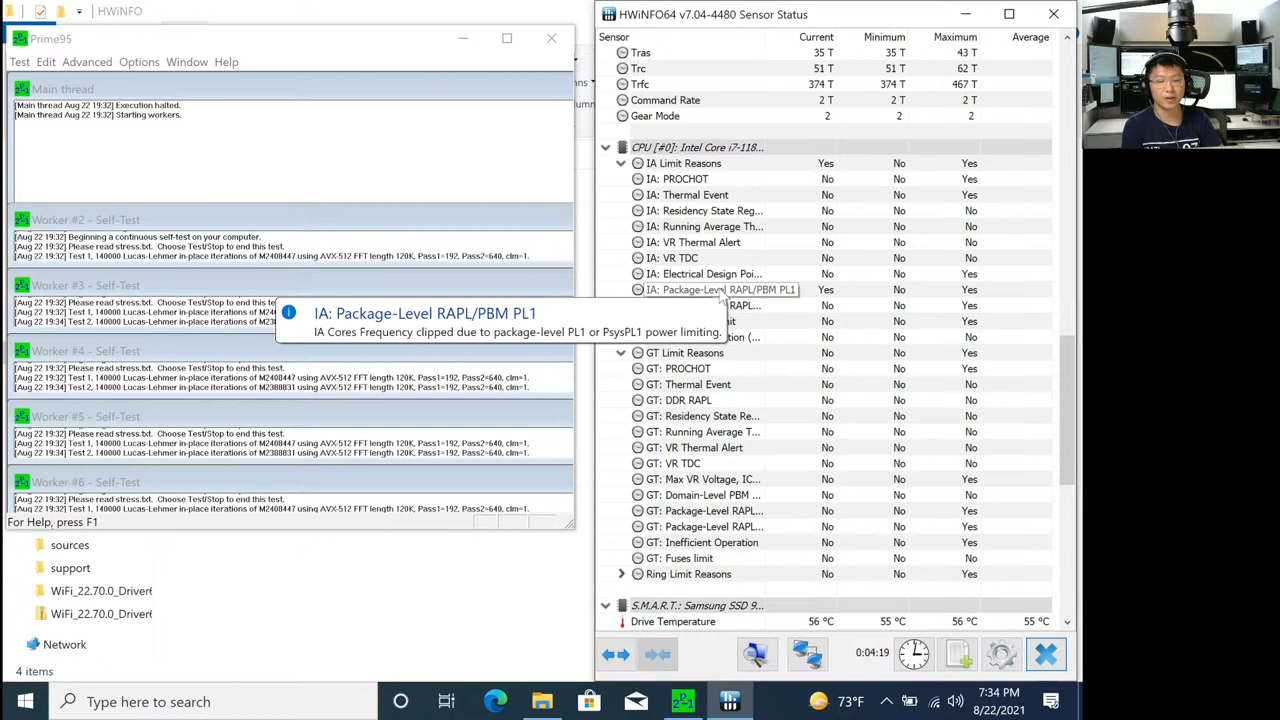 HWiNFO
Prime95
Test Edit Advanced Options Window Help
Main thread
[Main thread Aug 22 19:32] Execution halted.
[Main thread Aug 22 19:32] Starting workers.
Worker #2 - Self-Test
[Aug 22 19:32] Beginning a continuous self-test on your computer.
[Aug 22 19:32] Please read stress.txt. Choose Test/Stop to end this test.
[Aug 22 19:32] Test 1, 140000 Lucas-Lehmer in-place iterations of M2408447 using AVX-512 FFT length 120K, Pass1=192, Pass2=640, clm=1.
Worker #3 - Self-Test
[Aug 22 19:32] Please read stress.txt. Choose Test/Stop to end this test.
[Aug 22 19:32]
[Aug 22 19:34]
Worker #4 - Self-Test
[Aug 22 19:32] Test 1, 140000 Lucas-Lehmer in-place iterations of M2408447 using AVX-512 FFT length 120K, Pass1=192, Pass2=640, clm=1.
[Aug 22 19:34] Test 2, 140000 Lucas-Lehmer in-place iterations of M2388831 using AVX-512 FFT length 120K, Pass1=192, Pass2=640, clm=1.
Worker #5 - Self-Test
[Aug 22 19:32] Please read stress.txt. Choose Test/Stop to end this test.
[Aug 22 19:32] Test 1, 140000 Lucas-Lehmer in-place iterations of M2408447 using AVX-512 FFT length 120K, Pass1=192, Pass2=640, clm=1.
[Aug 22 19:34] Test 2, 140000 Lucas-Lehmer in-place iterations of M2388831 using AVX-512 FFT length 120K, Pass1=192, Pass2=640, clm=1.
Worker #6 - Self-Test
[Aug 22 19:32] Please read stress.txt. Choose Test/Stop to end this test.
[Aug 22 19:32] Test 1, 140000 Lucas-Lehmer in-place iterations of M2408447 using AVX-512 FFT length 120K, Pass1=192, Pass2=640, clm=1.
For Help, press F1
sources
support
WiFi_22.70.0_Driver6
WiFi_22.70.0_Driver6
Network
4 items
IA: Package-Level RAPL/PBM PL1
IA Cores Frequency clipped due to package-level PL1 or PsysPL1 power limiting.
HWiNFO64 v7.04-4480 Sensor Status
Sensor Current Minimum Maximum Average
Tras 35 T 35 T 43 T
Trc 51 T 51 T 62 T
Trfc 374 T 374 T 467 T
Command Rate 2 T 2 T 2 T
Gear Mode 2 2 2
CPU [#0]: Intel Core i7-118...
IA Limit Reasons Yes No Yes
IA: PROCHOT No No Yes
IA: Thermal Event No No Yes
IA: Residency State Reg... No No No
IA: Running Average Th... No No No
IA: VR Thermal Alert No No No
IA: VR TDC No No No
IA: Electrical Design Poi... No No Yes
IA: Package-Level RAPL/PBM PL1 Yes No Yes
RAPL... No No Yes
it No No Yes
on (... No No No
GT Limit Reasons No No Yes
GT: PROCHOT No No No
GT: Thermal Event No No No
GT: DDR RAPL No No No
GT: Residency State Re... No No No
GT: Running Average T... No No No
GT: VR Thermal Alert No No No
GT: VR TDC No No No
GT: Max VR Voltage, IC... No No Yes
GT: Domain-Level PBM ... No No No
GT: Package-Level RAPL... No No Yes
GT: Package-Level RAPL... No No Yes
GT: Inefficient Operation No No Yes
GT: Fuses limit No No No
Ring Limit Reasons No No Yes
S.M.A.R.T.: Samsung SSD 9...
Drive Temperature 56 °C 55 °C 56 °C 55 °C
0:04:19
Type here to search
73°F
7:34 PM
8/22/2021